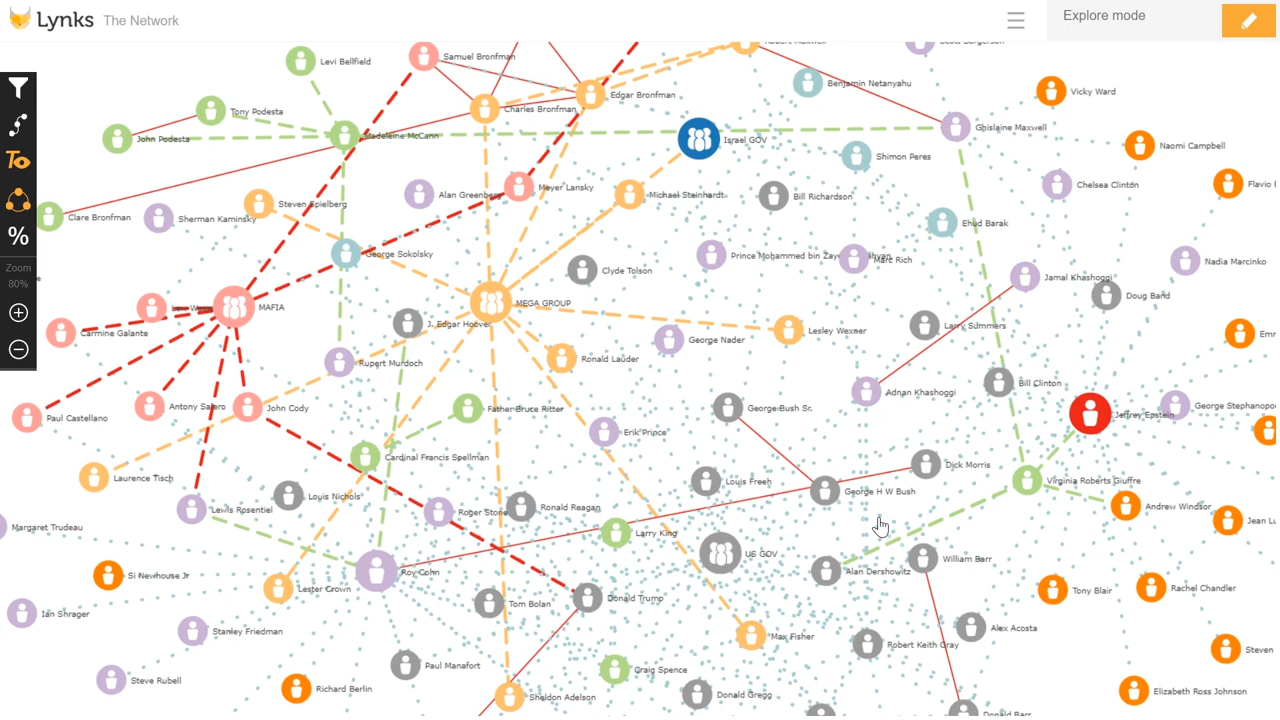 Lynks The Network
Explore mode
Samuel Bronfman
Levi Bellfield
Benjamin Netanyahu
Vicky Ward
Edgar Bronfman
Charles Bronfman
Tony Podesta
John Podesta
Madeleine McCann
Israel GOV
Ghislaine Maxwell
Naomi Campbell
Shimon Peres
Chelsea Clinton
Flavio
Meyer Lansky
Alan Greenberg
Michael Steinhardt
Bill Richardson
Steven Spielberg
Clare Bronfman
Sherman Kaminsky
Ehud Barak
George Sokolsky
Prince Mohammed bin Zay
Marc Rich
Nadia Marcinko
Clyde Tolson
Jamal Khashoggi
Doug Band
Zoom
80%
To
%
MAFIA
MEGA GROUP
Carmine Galante
J. Edgar Hoover
Lesley Wexner
Larry Summers
George Nader
Ronald Lauder
Rupert Murdoch
Bill Clinton
Adnan Khashoggi
Paul Castellano
Antony Salero
John Cody
Father Bruce Ritter
George Bush Sr.
Jeffrey Epstein
George Stephanopo
Erik Prince
Cardinal Francis Spellman
Laurence Tisch
Dick Morris
Louis Freeh
George H W Bush
Virginia Roberts Giuffre
Louis Nichols
Lewis Rosentiel
Roger Stone
Ronald Reagan
Andrew Windsor
Jean Lu
Margaret Trudeau
Larry King
US GOV
William Barr
Alan Dershowitz
Si Newhouse Jr
Roy Cohn
Lester Crown
Tom Bolan
Donald Trump
Tony Blair
Rachel Chandler
Ian Shrager
Stanley Friedman
Max Fisher
Robert Keith Gray
Alex Acosta
Steven
Paul Manafort
Craig Spence
Steve Rubell
Richard Berlin
Sheldon Adelson
Donald Gregg
Elizabeth Ross Johnson
Donald Barr